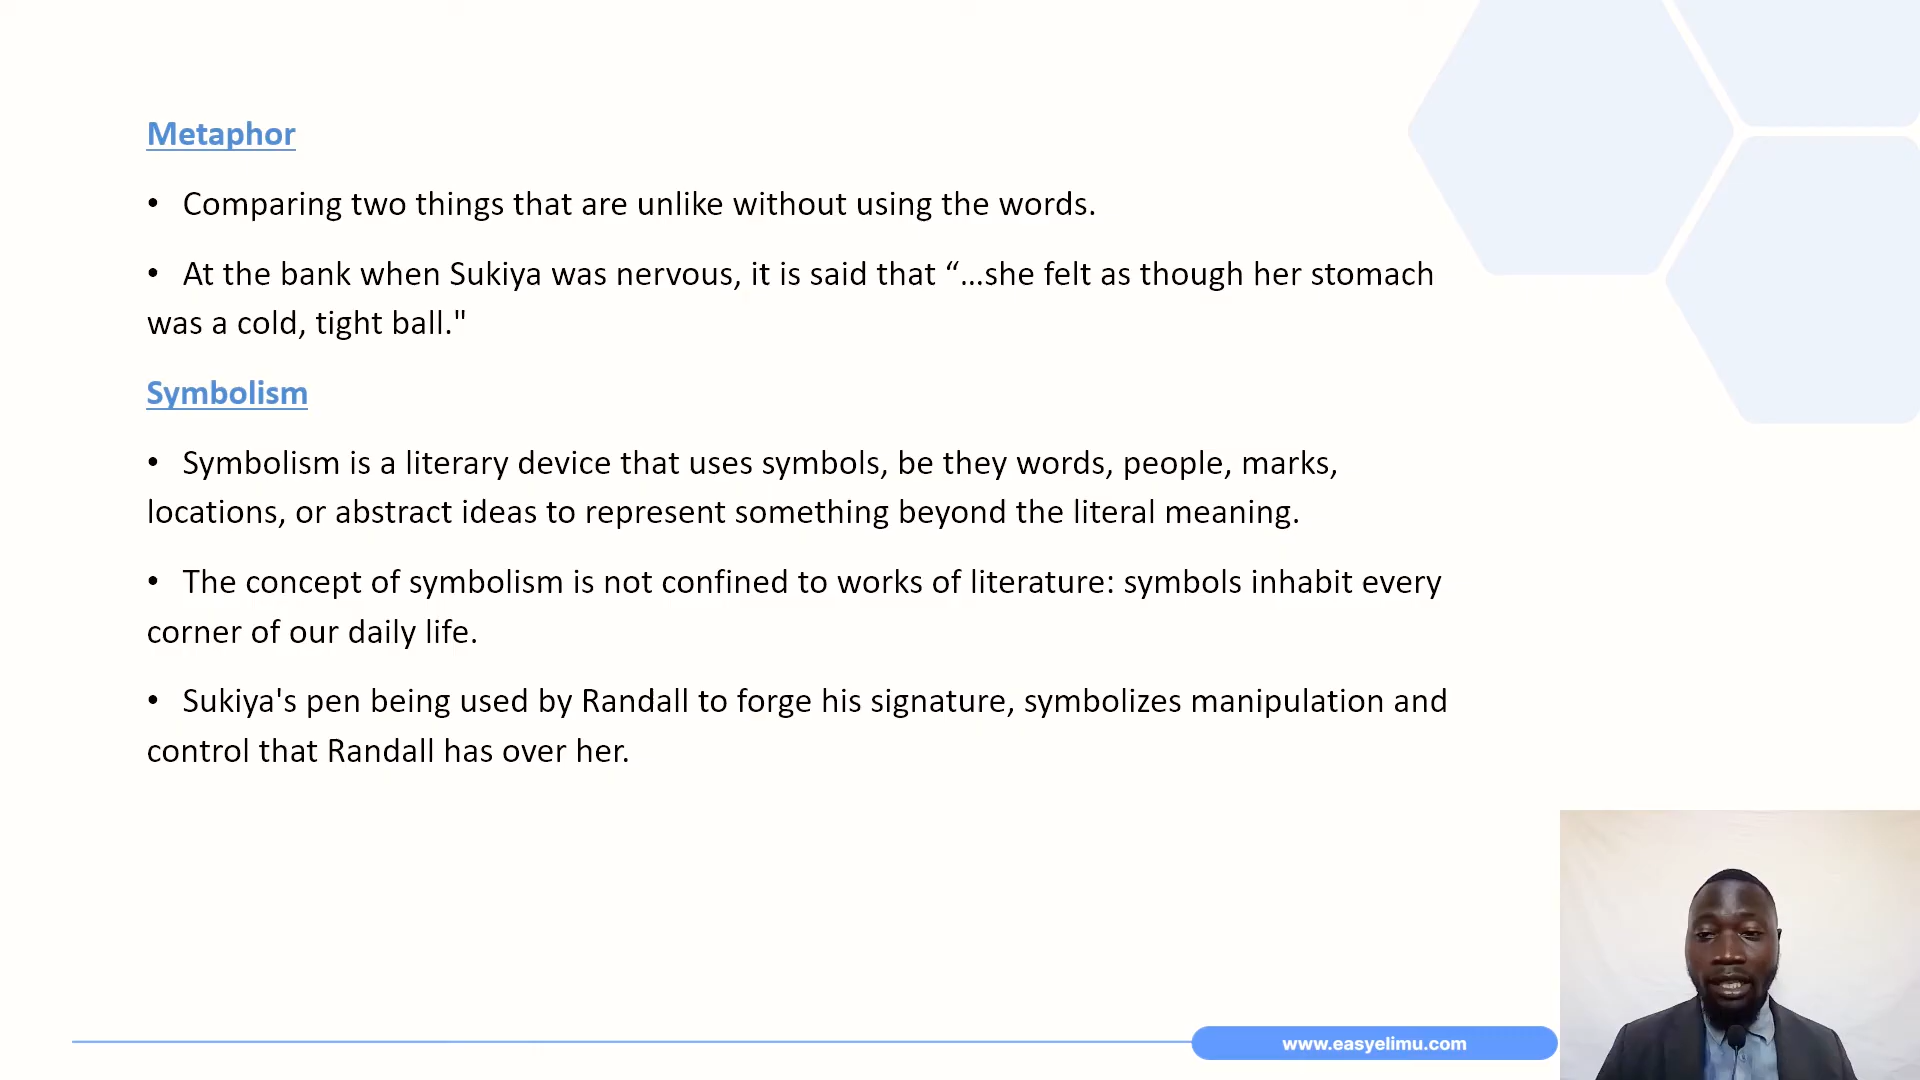 Metaphor
• Comparing two things that are unlike without using the words.
• At the bank when Sukiya was nervous, it is said that “…she felt as though her stomach
was a cold, tight ball."
Symbolism
• Symbolism is a literary device that uses symbols, be they words, people, marks,
locations, or abstract ideas to represent something beyond the literal meaning.
• The concept of symbolism is not confined to works of literature: symbols inhabit every
corner of our daily life.
• Sukiya's pen being used by Randall to forge his signature, symbolizes manipulation and
control that Randall has over her.
www.easyelimu.com